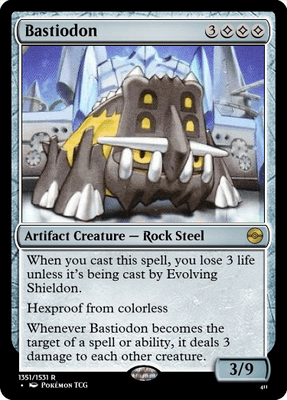 Bastiodon 3
Artifact Creature — Rock Steel
When you cast this spell, you lose 3 life
unless it's being cast by Evolving
Shieldon.
Hexproof from colorless
Whenever Bastiodon becomes the
target of a spell or ability, it deals 3
damage to each other creature.
3/9
1351/1531 R
• Pokémon TCG